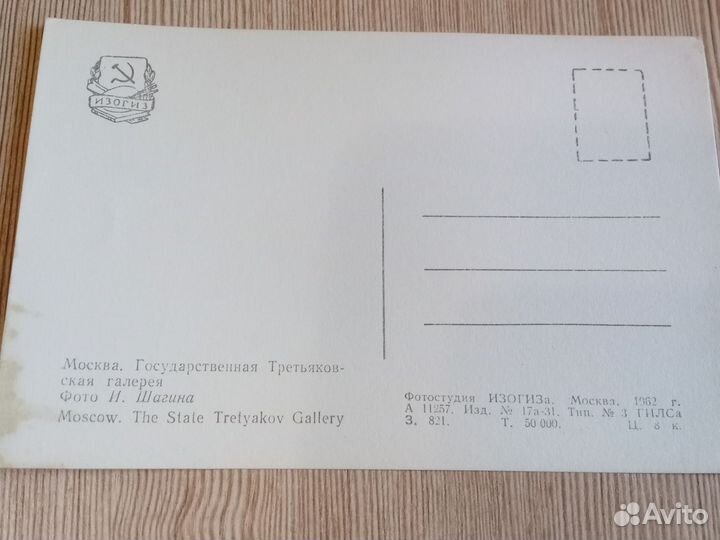 ИЗОГИЗ
Москва. Государственная Третьяков-
ская галерея
Фото И. Шагина
Moscow. The State Tretyakov Gallery
Фотостудия ИЗОГИЗа. Москва. 1962 г.
А 11257. Изд. № 17а-31. Тип. № 3 ГИЛСа
З. 821. Т. 50 000. Ц. 3 к.
Avito